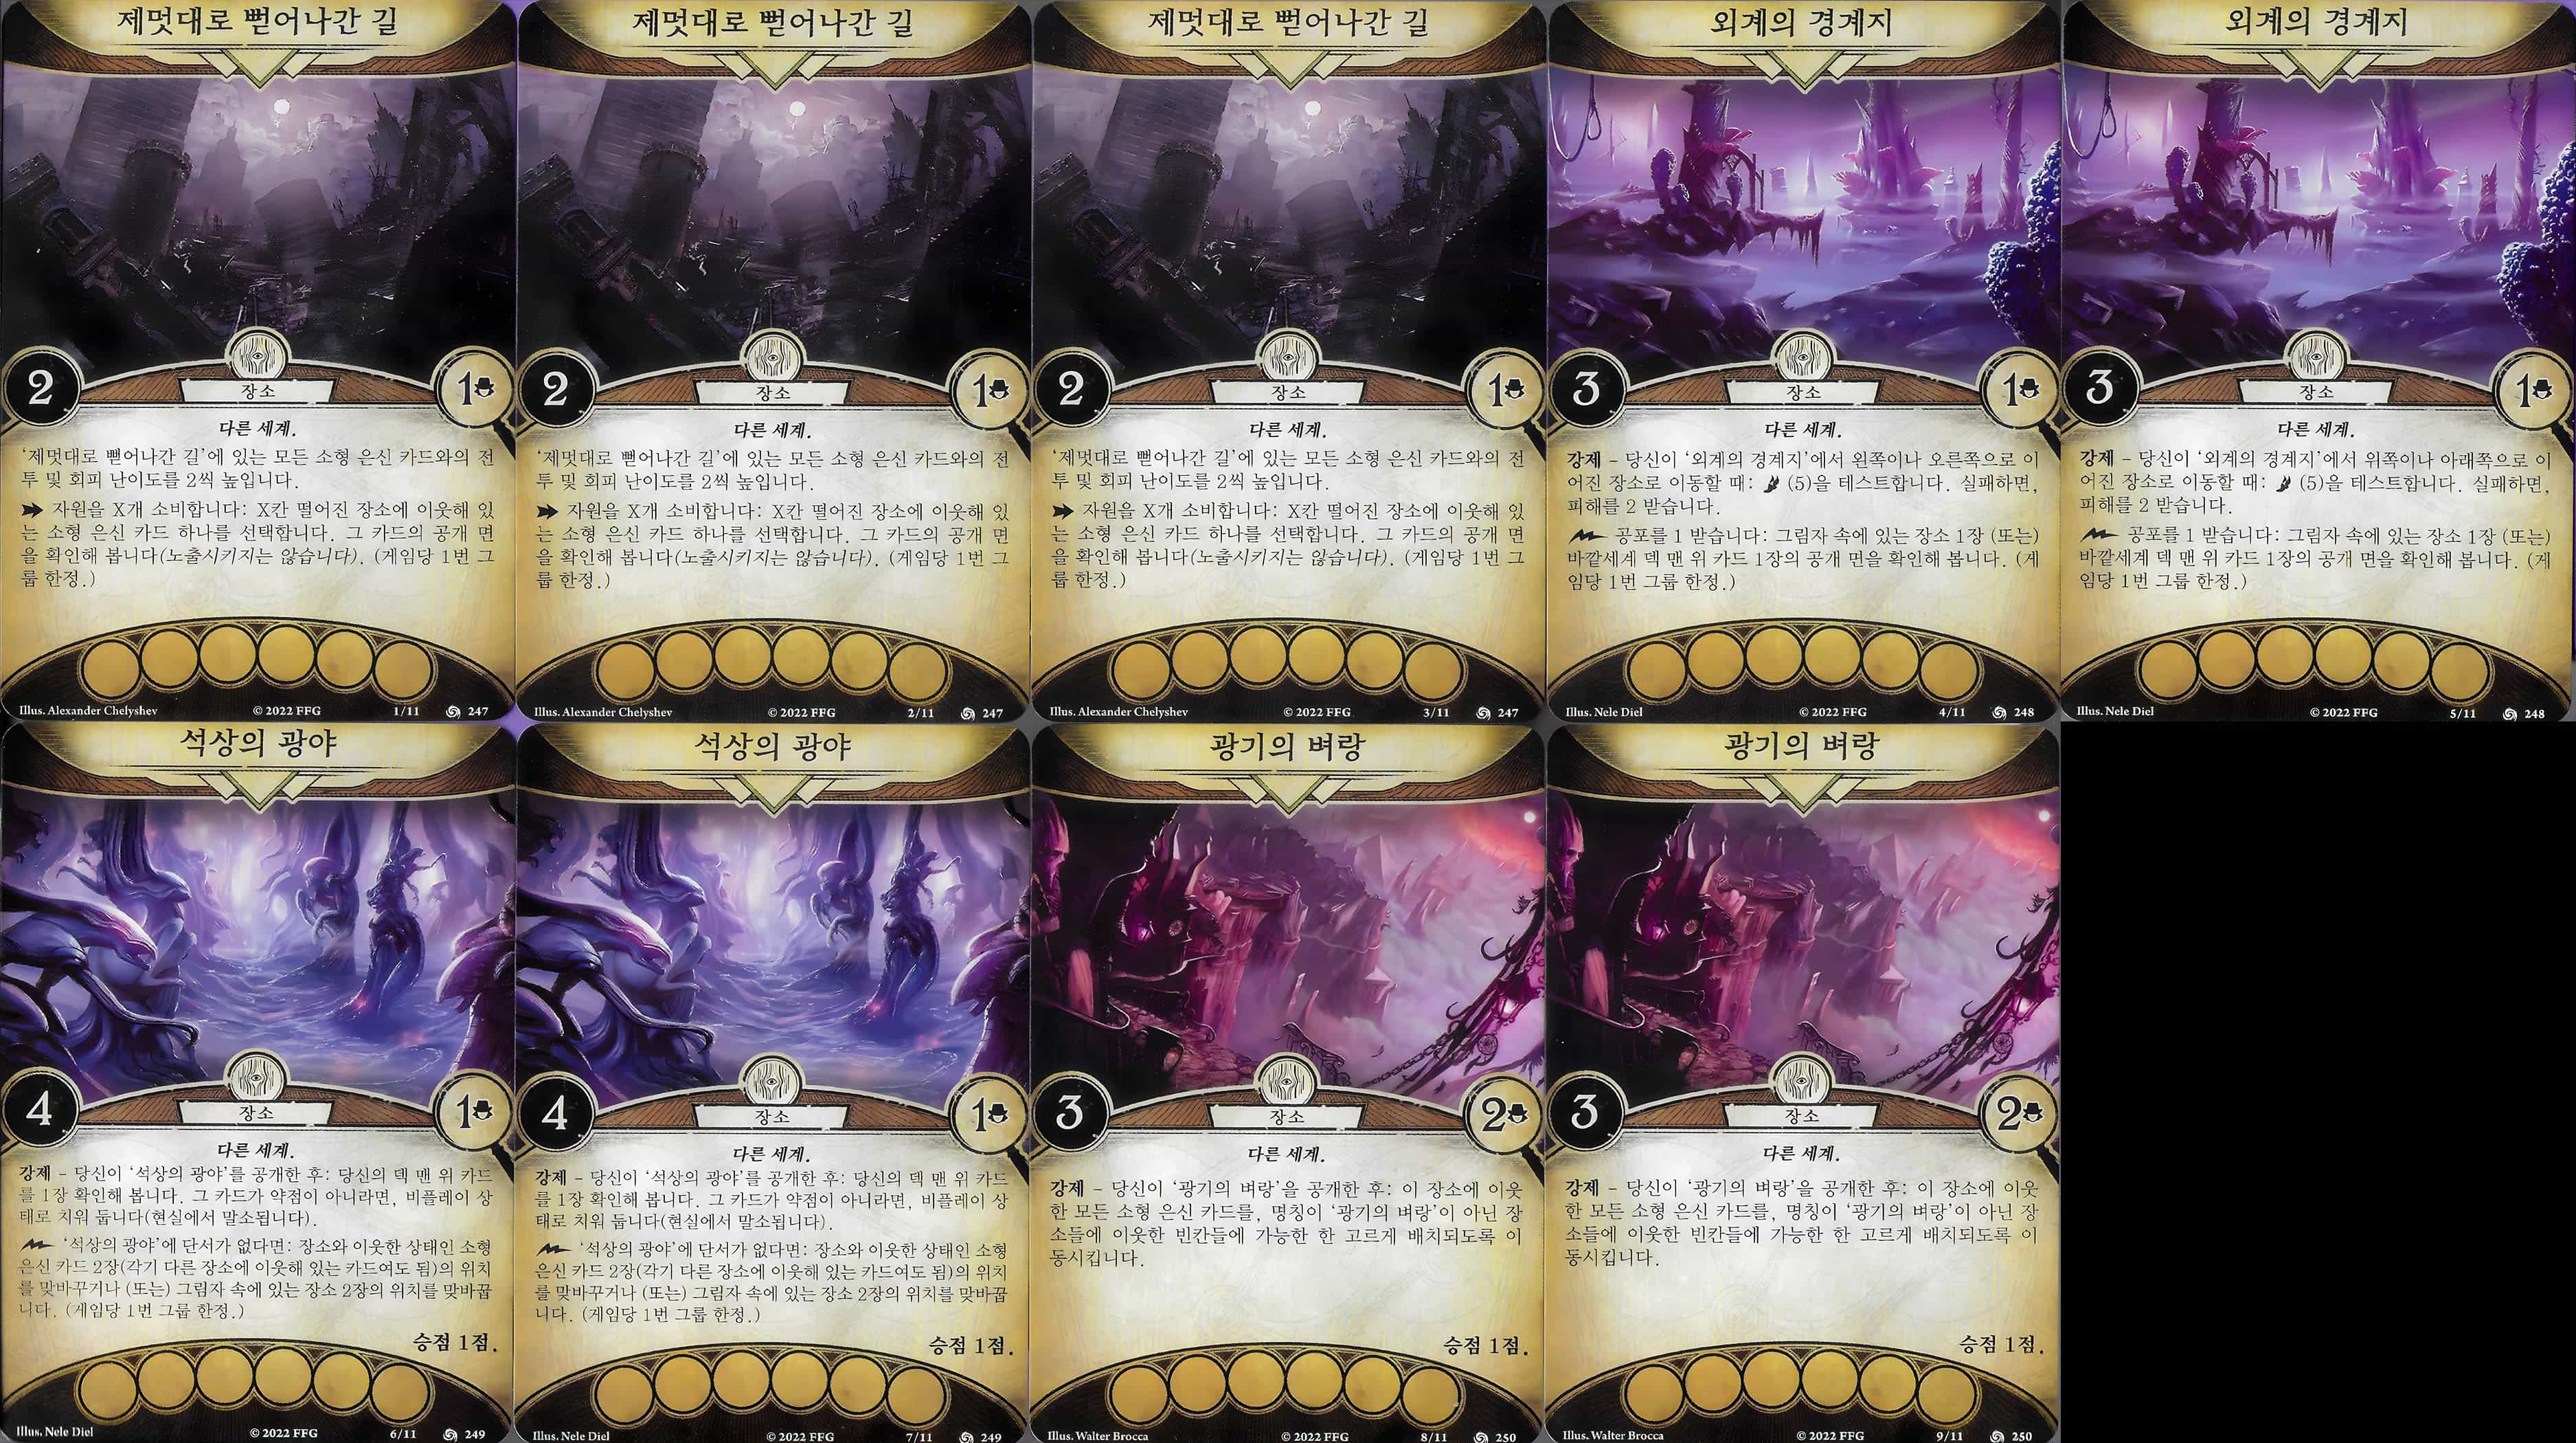 제멋대로 뻗어나간 길
2
1
장소
다른 세계.
‘제멋대로 뻗어나간 길’에 있는 모든 소형 은신 카드와의 전
투 및 회피 난이도를 2씩 높입니다.
자원을 X개 소비합니다: X칸 떨어진 장소에 이웃해 있
는 소형 은신 카드 하나를 선택합니다. 그 카드의 공개 면
을 확인해 봅니다(노출시키지는 않습니다). (게임당 1번 그
룹 한정.)
Illus. Alexander Chelyshev © 2022 FFG 1/11 247
제멋대로 뻗어나간 길
2
1
장소
다른 세계.
‘제멋대로 뻗어나간 길’에 있는 모든 소형 은신 카드와의 전
투 및 회피 난이도를 2씩 높입니다.
자원을 X개 소비합니다: X칸 떨어진 장소에 이웃해 있
는 소형 은신 카드 하나를 선택합니다. 그 카드의 공개 면
을 확인해 봅니다(노출시키지는 않습니다). (게임당 1번 그
룹 한정.)
Illus. Alexander Chelyshev © 2022 FFG 2/11 247
제멋대로 뻗어나간 길
2
1
장소
다른 세계.
‘제멋대로 뻗어나간 길’에 있는 모든 소형 은신 카드와의 전
투 및 회피 난이도를 2씩 높입니다.
자원을 X개 소비합니다: X칸 떨어진 장소에 이웃해 있
는 소형 은신 카드 하나를 선택합니다. 그 카드의 공개 면
을 확인해 봅니다(노출시키지는 않습니다). (게임당 1번 그
룹 한정.)
Illus. Alexander Chelyshev © 2022 FFG 3/11 247
외계의 경계지
3
1
장소
다른 세계.
강제 – 당신이 ‘외계의 경계지’에서 왼쪽이나 오른쪽으로 이
어진 장소로 이동할 때: (5)을 테스트합니다. 실패하면,
피해를 2 받습니다.
공포를 1 받습니다: 그림자 속에 있는 장소 1장 (또는)
바깥세계 덱 맨 위 카드 1장의 공개 면을 확인해 봅니다. (게
임당 1번 그룹 한정.)
Illus. Nele Diel © 2022 FFG 4/11 248
외계의 경계지
3
1
장소
다른 세계.
강제 – 당신이 ‘외계의 경계지’에서 위쪽이나 아래쪽으로 이
어진 장소로 이동할 때: (5)을 테스트합니다. 실패하면,
피해를 2 받습니다.
공포를 1 받습니다: 그림자 속에 있는 장소 1장 (또는)
바깥세계 덱 맨 위 카드 1장의 공개 면을 확인해 봅니다. (게
임당 1번 그룹 한정.)
Illus. Nele Diel © 2022 FFG 5/11 248
석상의 광야
4
1
장소
다른 세계.
강제 – 당신이 ‘석상의 광야’를 공개한 후: 당신의 덱 맨 위 카드
를 1장 확인해 봅니다. 그 카드가 약점이 아니라면, 비플레이 상
태로 치워 둡니다(현실에서 말소됩니다).
‘석상의 광야’에 단서가 없다면: 장소와 이웃한 상태인 소형
은신 카드 2장(각기 다른 장소에 이웃해 있는 카드여도 됨)의 위치
를 맞바꾸거나 (또는) 그림자 속에 있는 장소 2장의 위치를 맞바꿉
니다. (게임당 1번 그룹 한정.)
승점 1점.
Illus. Nele Diel © 2022 FFG 6/11 249
석상의 광야
4
1
장소
다른 세계.
강제 – 당신이 ‘석상의 광야’를 공개한 후: 당신의 덱 맨 위 카드
를 1장 확인해 봅니다. 그 카드가 약점이 아니라면, 비플레이 상
태로 치워 둡니다(현실에서 말소됩니다).
‘석상의 광야’에 단서가 없다면: 장소와 이웃한 상태인 소형
은신 카드 2장(각기 다른 장소에 이웃해 있는 카드여도 됨)의 위치
를 맞바꾸거나 (또는) 그림자 속에 있는 장소 2장의 위치를 맞바꿉
니다. (게임당 1번 그룹 한정.)
승점 1점.
Illus. Nele Diel © 2022 FFG 7/11 249
광기의 벼랑
3
2
장소
다른 세계.
강제 – 당신이 ‘광기의 벼랑’을 공개한 후: 이 장소에 이웃
한 모든 소형 은신 카드를, 명칭이 ‘광기의 벼랑’이 아닌 장
소들에 이웃한 빈칸들에 가능한 한 고르게 배치되도록 이
동시킵니다.
승점 1점.
Illus. Walter Brocca © 2022 FFG 8/11 250
광기의 벼랑
3
2
장소
다른 세계.
강제 – 당신이 ‘광기의 벼랑’을 공개한 후: 이 장소에 이웃
한 모든 소형 은신 카드를, 명칭이 ‘광기의 벼랑’이 아닌 장
소들에 이웃한 빈칸들에 가능한 한 고르게 배치되도록 이
동시킵니다.
승점 1점.
Illus. Walter Brocca © 2022 FFG 9/11 250